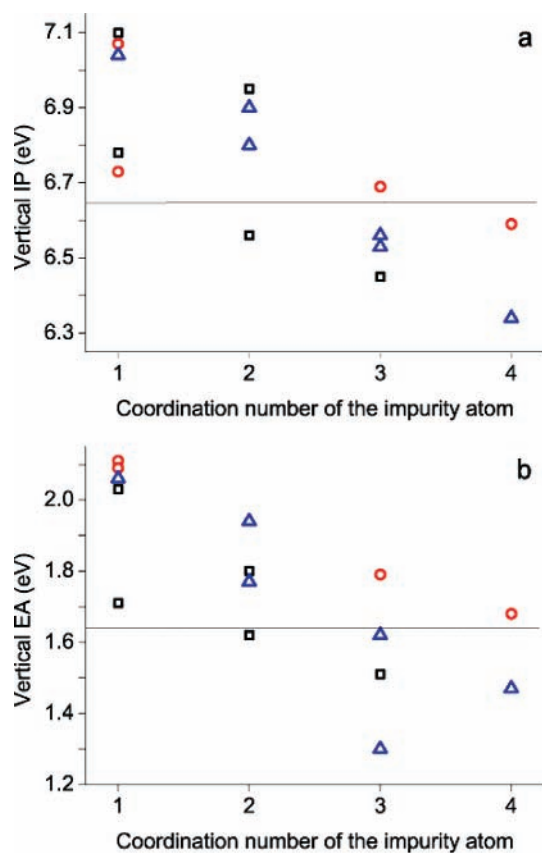 a
Vertical IP (eV)
7.1
6.9
6.7
6.5
6.3
1 2 3 4
Coordination number of the impurity atom
b
Vertical EA (eV)
2.0
1.8
1.6
1.4
1.2
1 2 3 4
Coordination number of the impurity atom